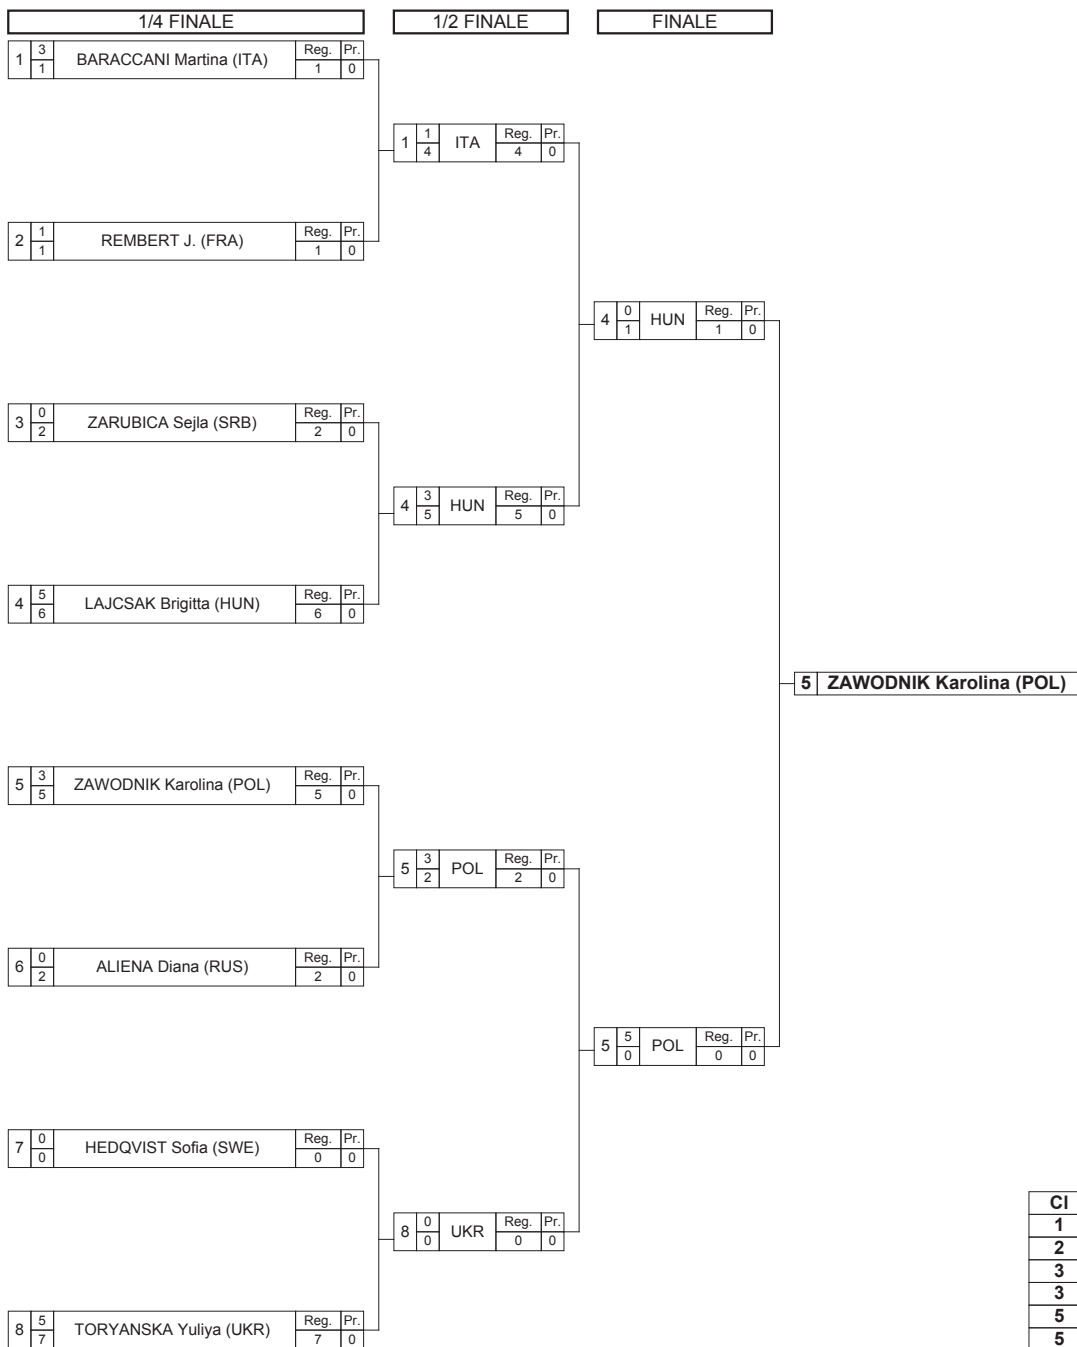 1/4 FINALE 1/2 FINALE FINALE
3 Reg. Pr.
1 BARACCANI Martina (ITA)
1 1 0
1 Reg. Pr.
1 ITA
4 4 0
1 Reg. Pr.
2 REMBERT J. (FRA)
1 1 0
0 Reg. Pr.
4 HUN
1 1 0
0 Reg. Pr.
3 ZARUBICA Sejla (SRB)
2 2 0
3 Reg. Pr.
4 HUN
5 5 0
5 Reg. Pr.
4 LAJCSAK Brigitta (HUN)
6 6 0
5 ZAWODNIK Karolina (POL)
3 Reg. Pr.
5 ZAWODNIK Karolina (POL)
5 5 0
3 Reg. Pr.
5 POL
2 2 0
0 Reg. Pr.
6 ALIENA Diana (RUS)
2 2 0
5 Reg. Pr.
5 POL
0 0 0
0 Reg. Pr.
7 HEDQVIST Sofia (SWE)
0 0 0
0 Reg. Pr.
8 UKR
0 0 0
5 Reg. Pr.
8 TORYANSKA Yuliya (UKR)
7 7 0
Cl
1
2
3
3
5
5